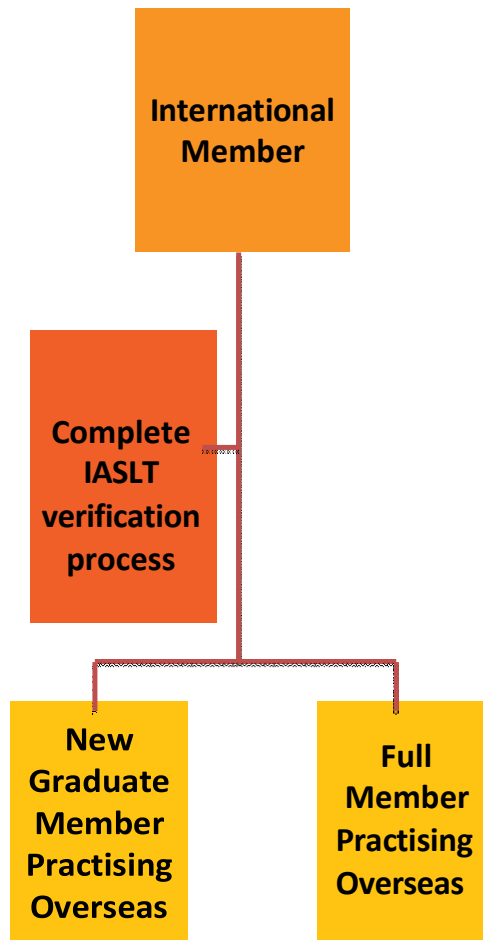 International
Member
Complete
IASLT
verification
process
New
Graduate
Member
Practising
Overseas
Full
Member
Practising
Overseas